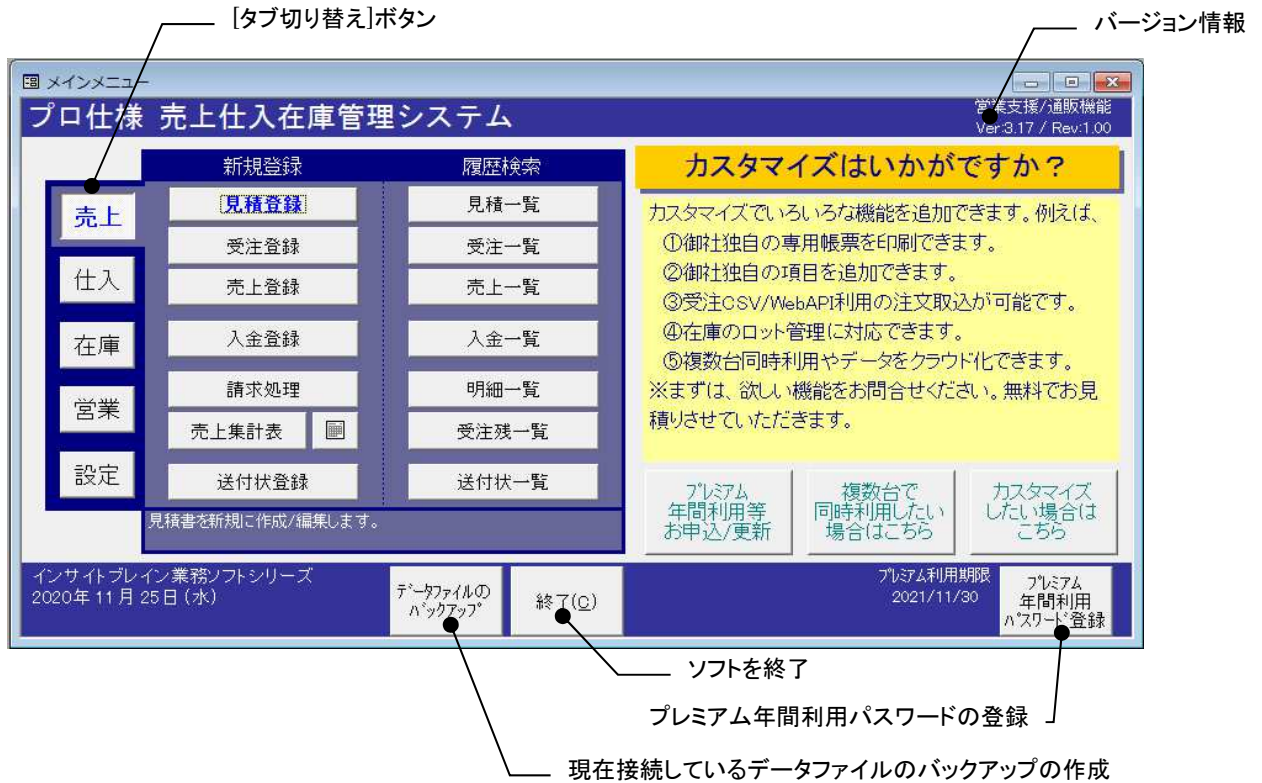 [タブ切り替え]ボタン
バージョン情報
メインメニュー
プロ仕様 売上仕入在庫管理システム
営業支援/通販機能
Ver:3.17 / Rev:1.00
売上
仕入
在庫
営業
設定
新規登録
見積登録
受注登録
売上登録
入金登録
請求処理
売上集計表
送付状登録
履歴検索
見積一覧
受注一覧
売上一覧
入金一覧
明細一覧
受注残一覧
送付状一覧
見積書を新規に作成/編集します。
カスタマイズはいかがですか？
カスタマイズでいろいろな機能を追加できます。例えば、
①御社独自の専用帳票を印刷できます。
②御社独自の項目を追加できます。
③受注CSV/WebAPI利用の注文取込が可能です。
④在庫のロット管理に対応できます。
⑤複数台同時利用やデータをクラウド化できます。
※まずは、欲しい機能をお問合せください。無料でお見
積りさせていただきます。
ﾌﾟﾚﾐｱﾑ
年間利用等
お申込/更新
複数台で
同時利用したい
場合はこちら
カスタマイズ
したい場合は
こちら
インサイトブレイン業務ソフトシリーズ
2020年 11月 25日 (水)
ﾃﾞｰﾀﾌｧｲﾙの
ﾊﾞｯｸｱｯﾌﾟ
終了(C)
ﾌﾟﾚﾐｱﾑ利用期限
2021/11/30
ﾌﾟﾚﾐｱﾑ
年間利用
ﾊﾟｽﾜｰﾄﾞ登録
ソフトを終了
プレミアム年間利用パスワードの登録
現在接続しているデータファイルのバックアップの作成